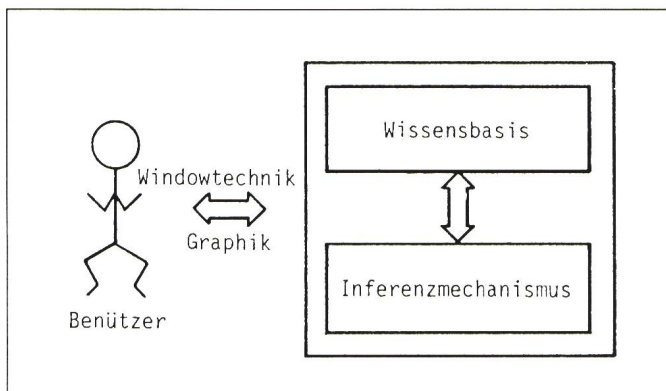 Wissensbasis
Windowtechnik
Graphik
Inferenzmechanismus
Benützer